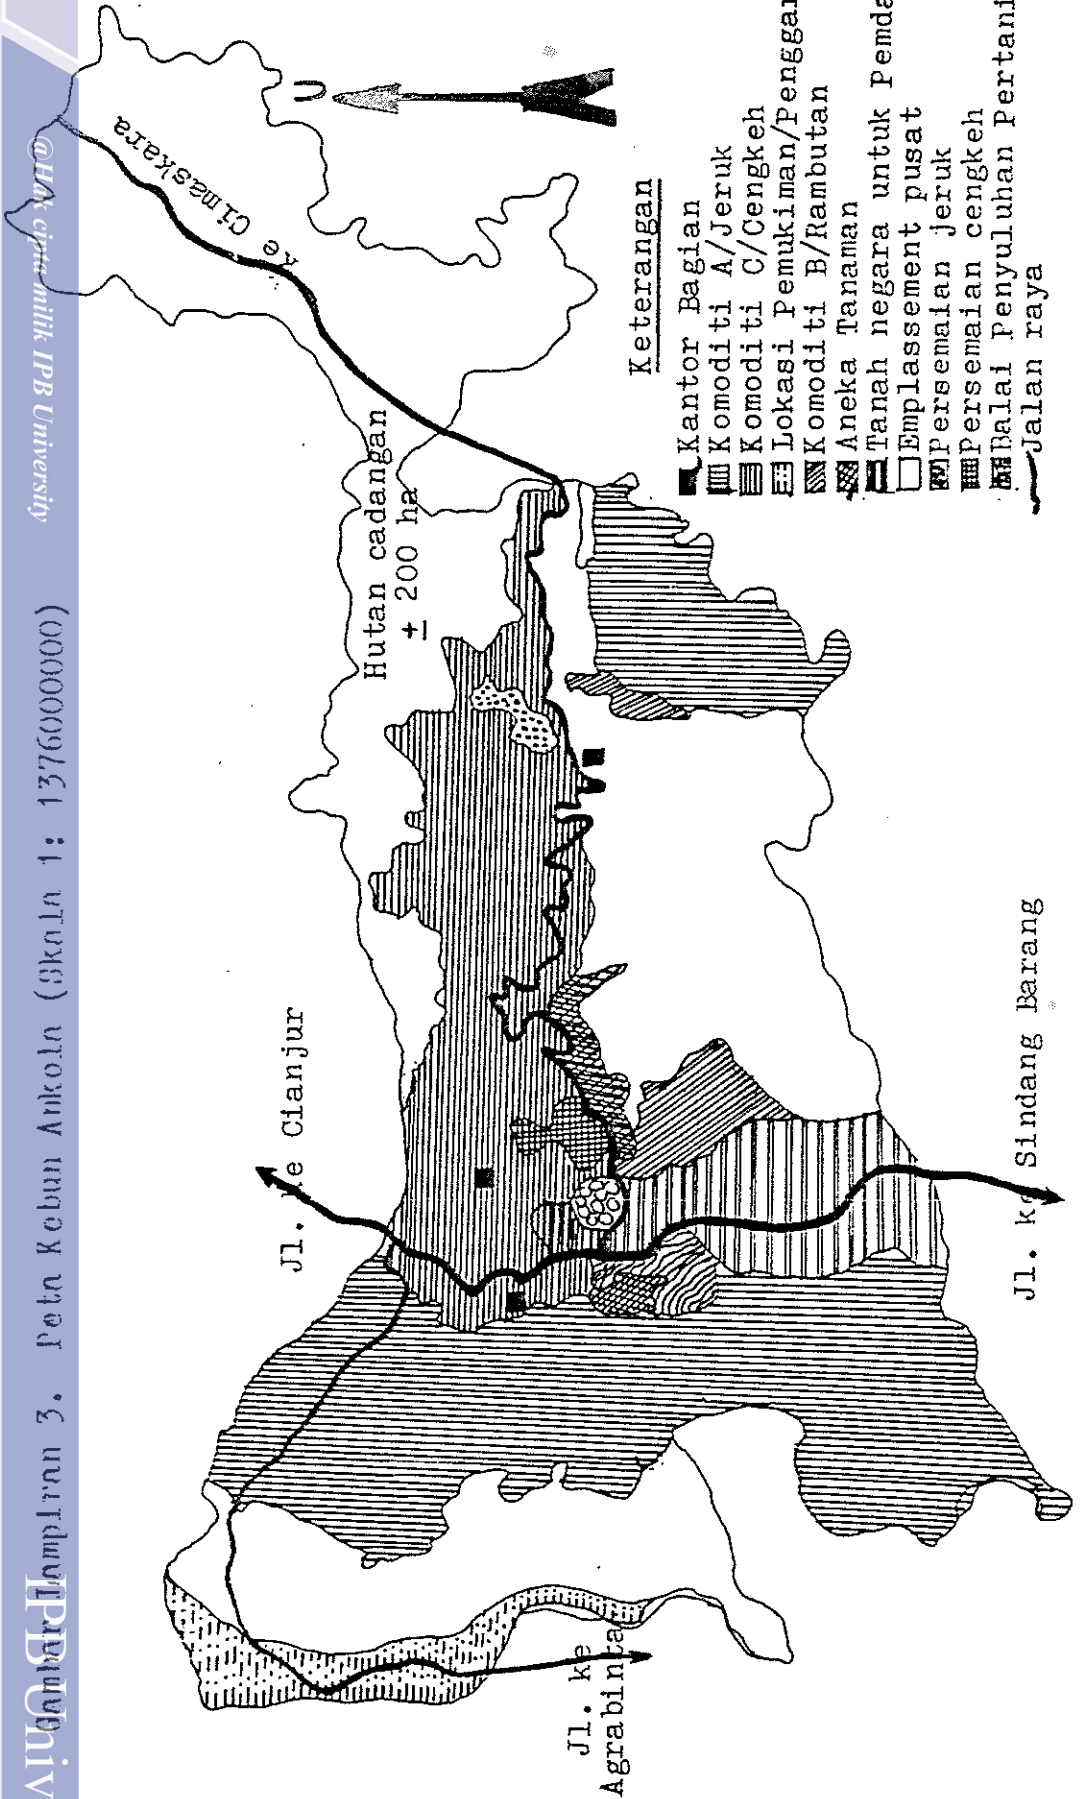 Lampiran 3. Peta Kebun Ankola (Skala 1: 137600000)
@Hak cipta milik IPB University
IPB Univ
U
ke Cimaskara
Hutan cadangan
± 200 ha
Jl. ke Cianjur
Jl. ke Sindang Barang
Jl. ke
Agrabinta
Keterangan
Kantor Bagian
Komoditi A/Jeruk
Komoditi C/Cengkeh
Lokasi Pemukiman/Penggar
Komoditi B/Rambutan
Aneka Tanaman
Tanah negara untuk Pemda
Emplassement pusat
Persemaian jeruk
Persemaian cengkeh
Balai Penyuluhan Pertani
Jalan raya